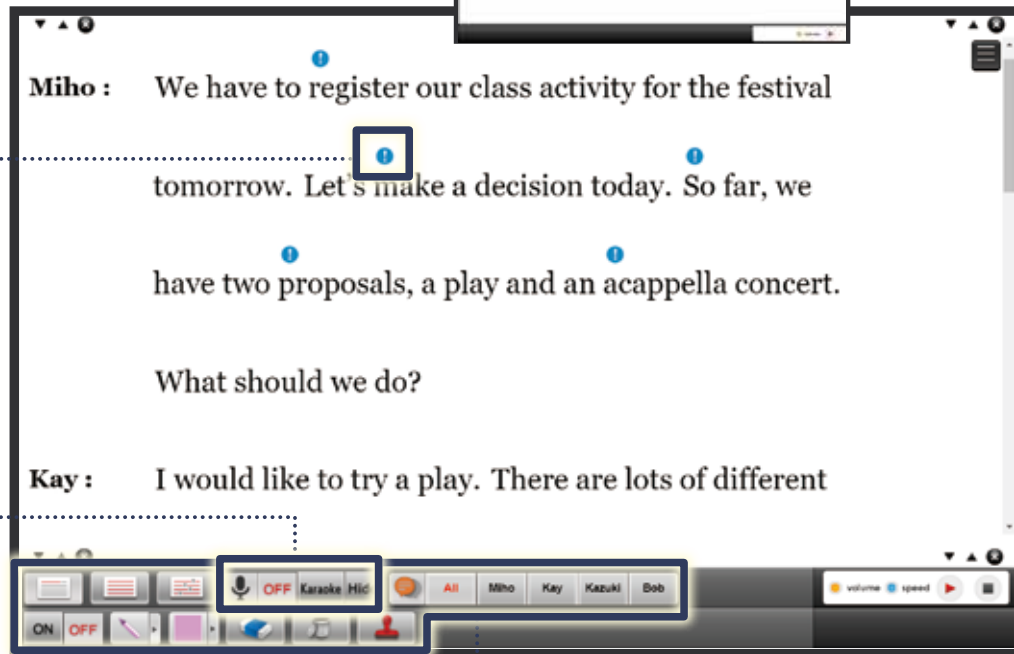 Miho : We have to register our class activity for the festival
tomorrow. Let's make a decision today. So far, we
have two proposals, a play and an acappella concert.
What should we do?
Kay : I would like to try a play. There are lots of different
OFF Karaoke Hid All Miho Kay Kazuki Bob volume speed
ON OFF